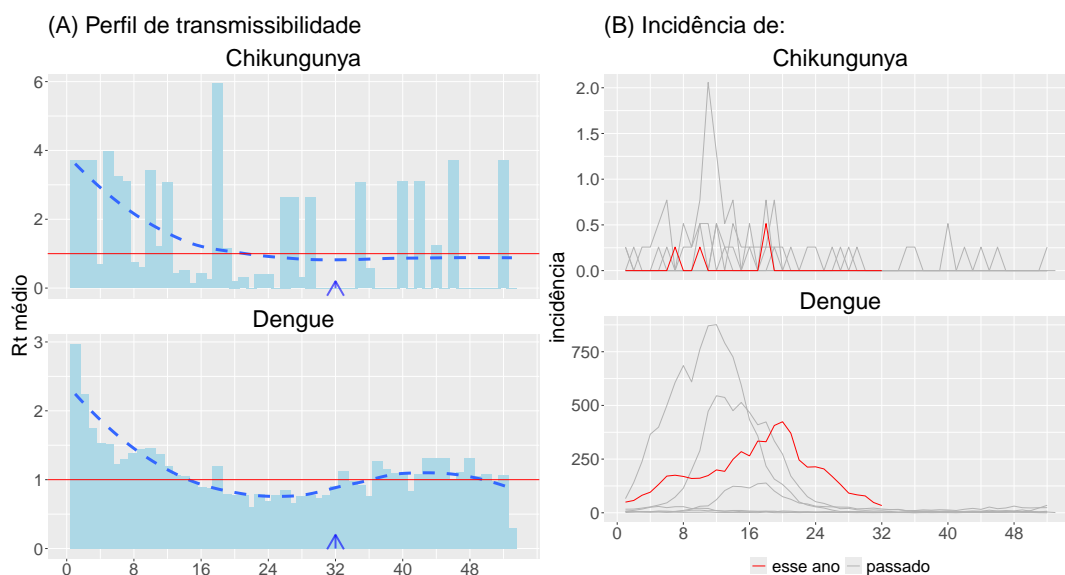 (A) Perfil de transmissibilidade
Chikungunya
6
4
2
0
Dengue
3
2
1
0
0 8 16 24 32 40 48
Rt médio
(B) Incidência de:
Chikungunya
2.0
1.5
1.0
0.5
0.0
Dengue
750
500
250
0
0 8 16 24 32 40 48
incidência
esse ano passado